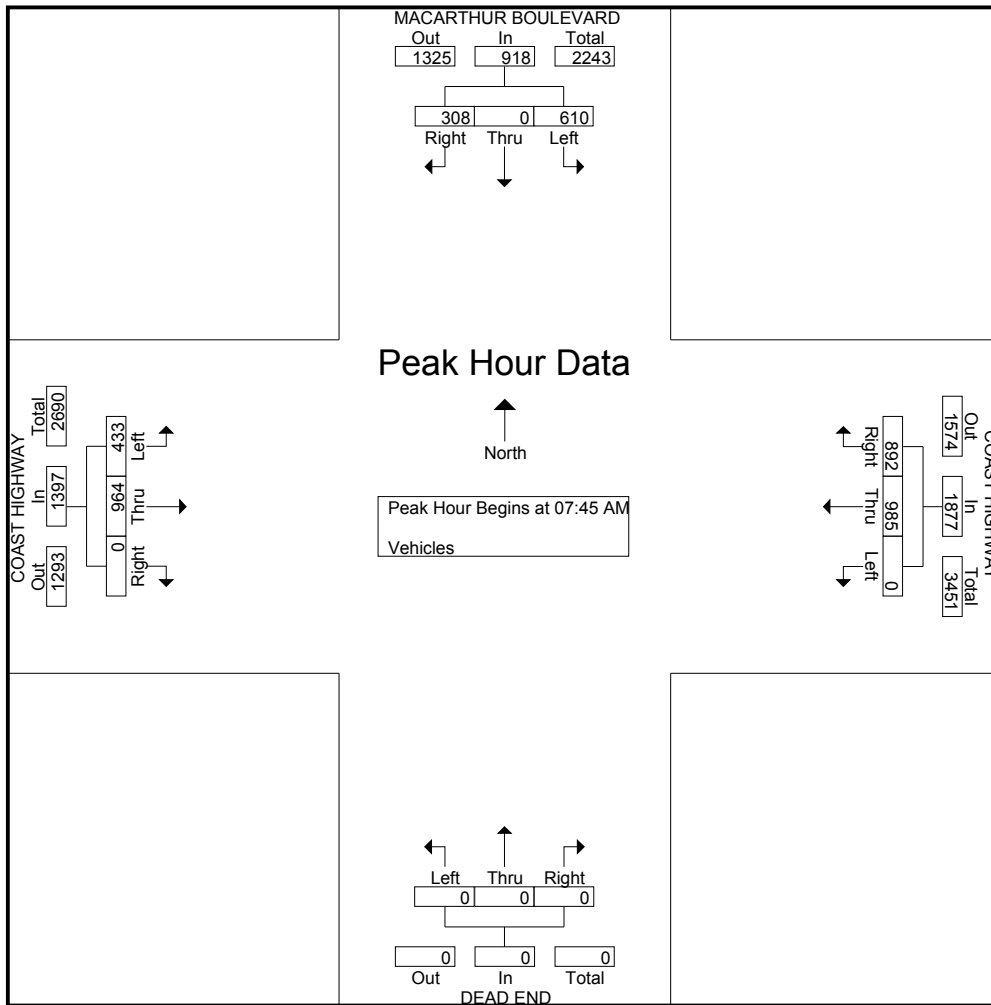 MACARTHUR BOULEVARD
Out In Total
1325 918 2243
308 0 610
Right Thru Left
Peak Hour Data
North
Peak Hour Begins at 07:45 AM
Vehicles
COAST HIGHWAY
Out In Total
1293 1397 2690
0 964 433
Right Thru Left
COAST HIGHWAY
Out In Total
1574 1877 3451
892 985 0
Right Thru Left
Left Thru Right
0 0 0
0 0 0
Out In Total
DEAD END